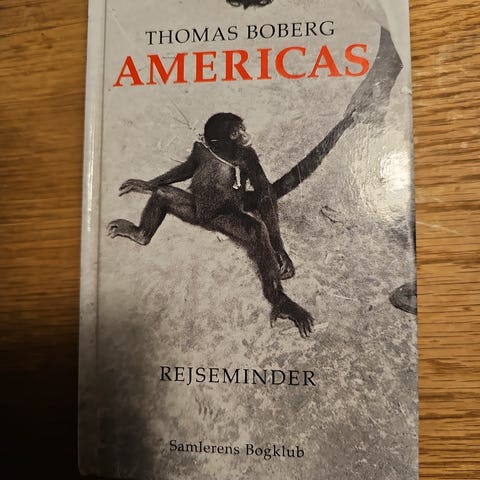 THOMAS BOBERG
AMERICAS
REJSEMINDER
Samlerens Bogklub